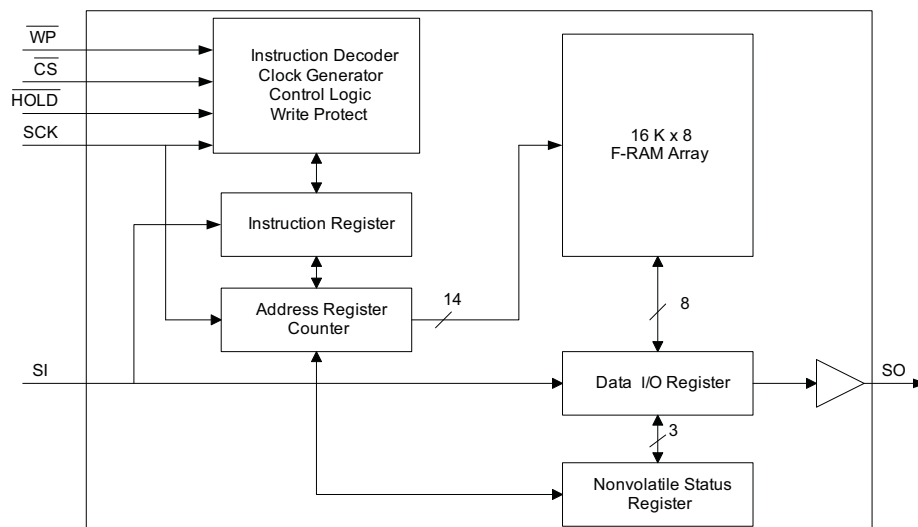 WP
CS
HOLD
SCK
Instruction Decoder
Clock Generator
Control Logic
Write Protect
16 K x 8
F-RAM Array
Instruction Register
Address Register
Counter
14
8
SI
Data I/O Register
SO
3
Nonvolatile Status
Register